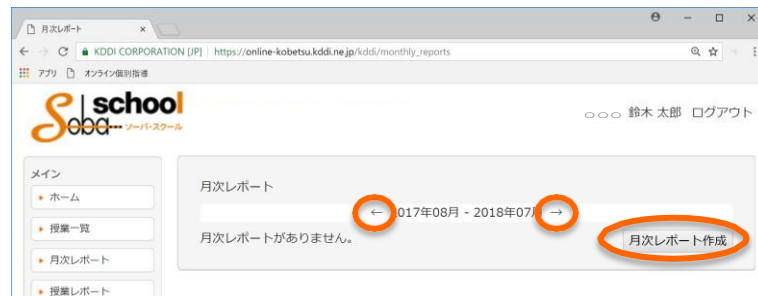 月次レポート
KDDI CORPORATION [JP] https://online-kobetsu.kddi.ne.jp/kddi/monthly_reports
アプリ オンライン個別指導
school
Soba ソーバ・スクール
○○○ 鈴木 太郎 ログアウト
メイン
ホーム
授業一覧
月次レポート
授業レポート
月次レポート
← 2017年08月 - 2018年07月 →
月次レポートがありません。
月次レポート作成